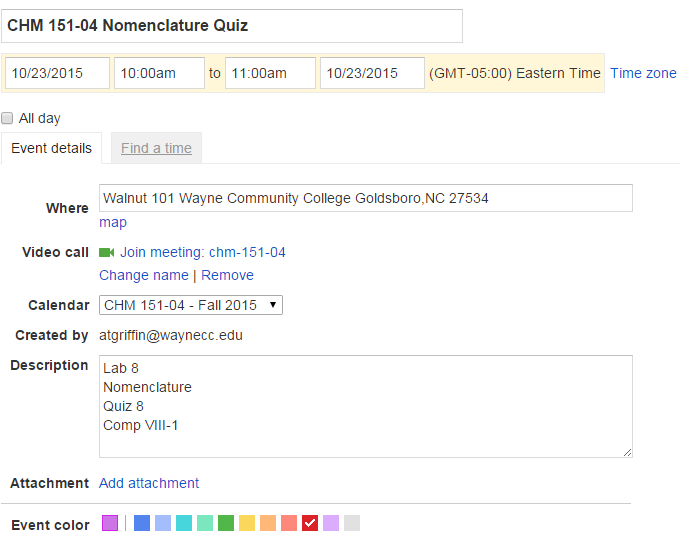 CHM 151-04 Nomenclature Quiz
10/23/2015 10:00am to 11:00am 10/23/2015 (GMT-05:00) Eastern Time Time zone
All day
Event details Find a time
Where Walnut 101 Wayne Community College Goldsboro,NC 27534
map
Video call Join meeting: chm-151-04
Change name | Remove
Calendar CHM 151-04 - Fall 2015
Created by atgriffin@waynecc.edu
Description Lab 8
Nomenclature
Quiz 8
Comp VIII-1
Attachment Add attachment
Event color